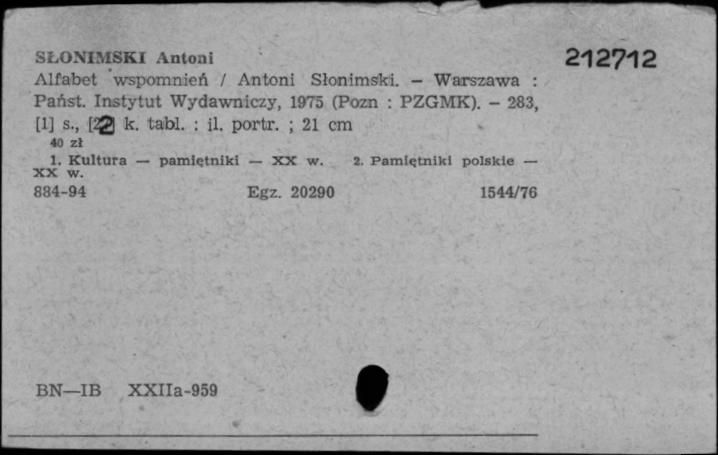 SŁONIMSKI Antoni
212712
Alfabet wspomnień / Antoni Słonimski. – Warszawa :
Państ. Instytut Wydawniczy, 1975 (Pozn : PZGMK). – 283,
[1] s., [22] k. tabl. : il. portr. ; 21 cm
40 zł
1. Kultura — pamiętniki — XX w. 2. Pamiętniki polskie —
XX w.
884-94 Egz. 20290 1544/76
BN—IB XXIIa-959